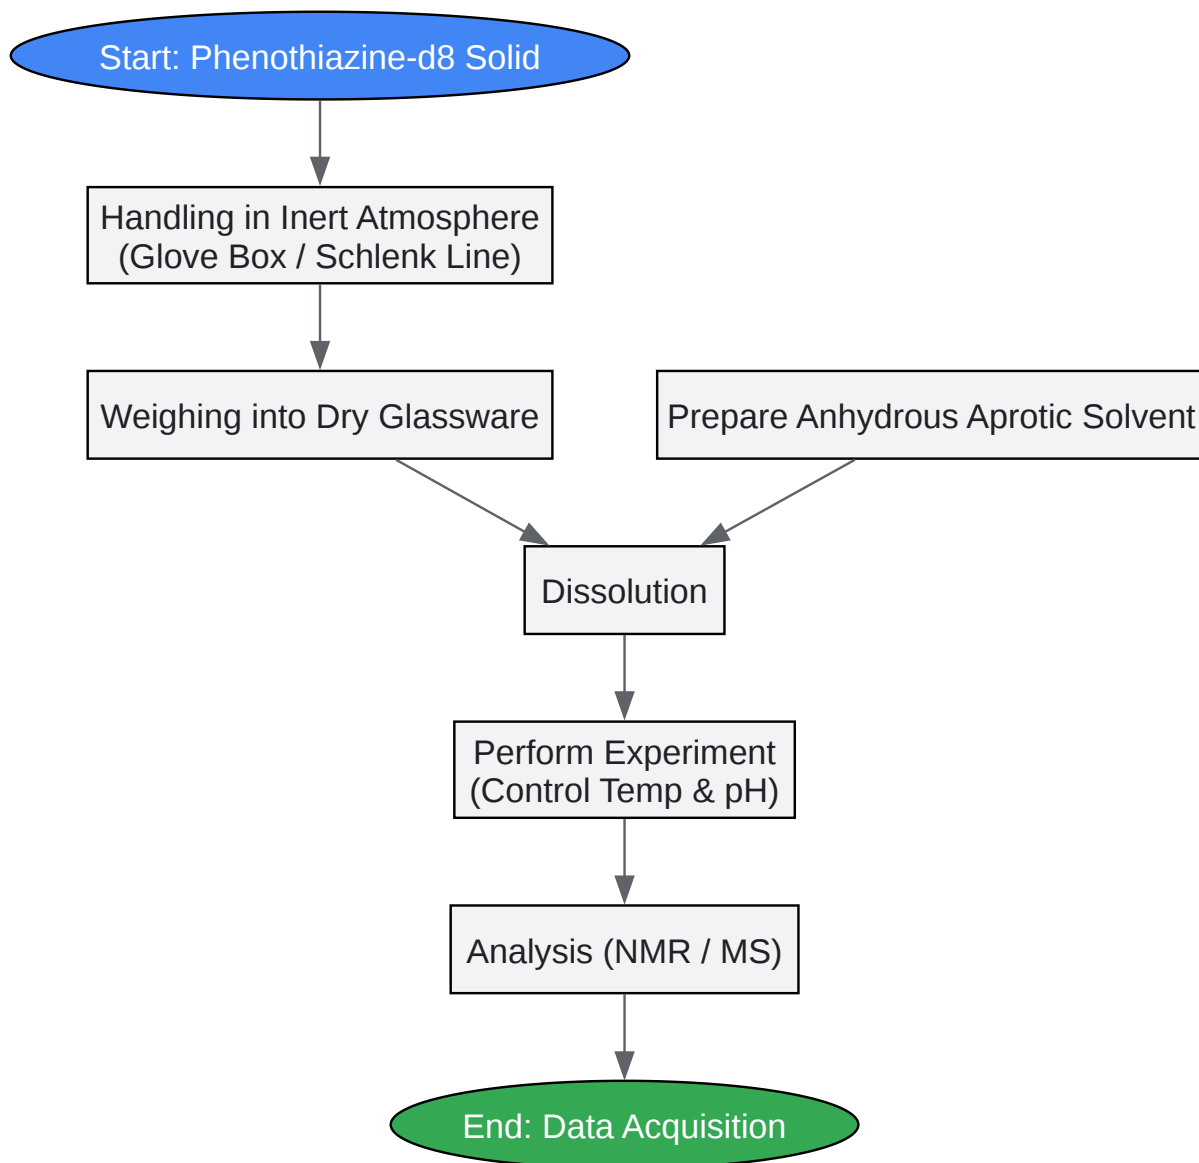 Start: Phenothiazine-d8 Solid
Handling in Inert Atmosphere
(Glove Box / Schlenk Line)
Weighing into Dry Glassware
Prepare Anhydrous Aprotic Solvent
Dissolution
Perform Experiment
(Control Temp & pH)
Analysis (NMR / MS)
End: Data Acquisition